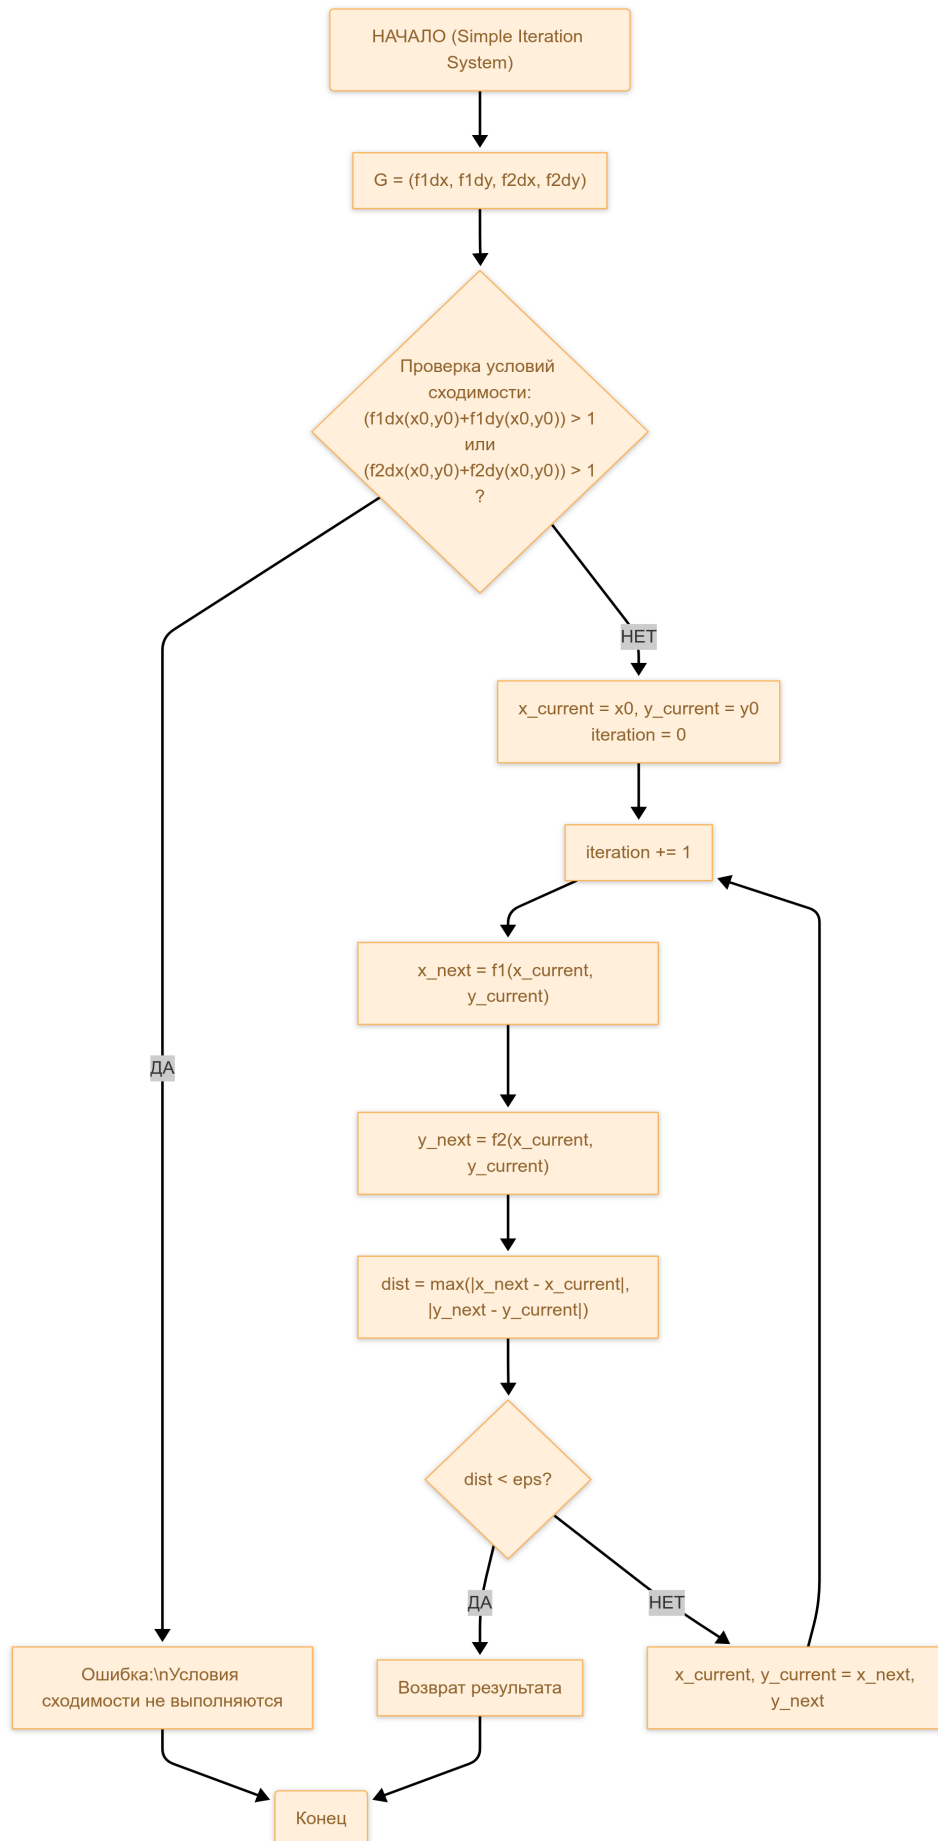 НАЧАЛО (Simple Iteration
System)
G = (f1dx, f1dy, f2dx, f2dy)
Проверка условий
сходимости:
(f1dx(x0,y0)+f1dy(x0,y0)) > 1
или
(f2dx(x0,y0)+f2dy(x0,y0)) > 1
?
НЕТ
x_current = x0, y_current = y0
iteration = 0
iteration += 1
x_next = f1(x_current,
y_current)
ДА
y_next = f2(x_current,
y_current)
dist = max(|x_next - x_current|,
|y_next - y_current|)
dist < eps?
ДА
НЕТ
Ошибка:\nУсловия
сходимости не выполняются
Возврат результата
x_current, y_current = x_next,
y_next
Конец